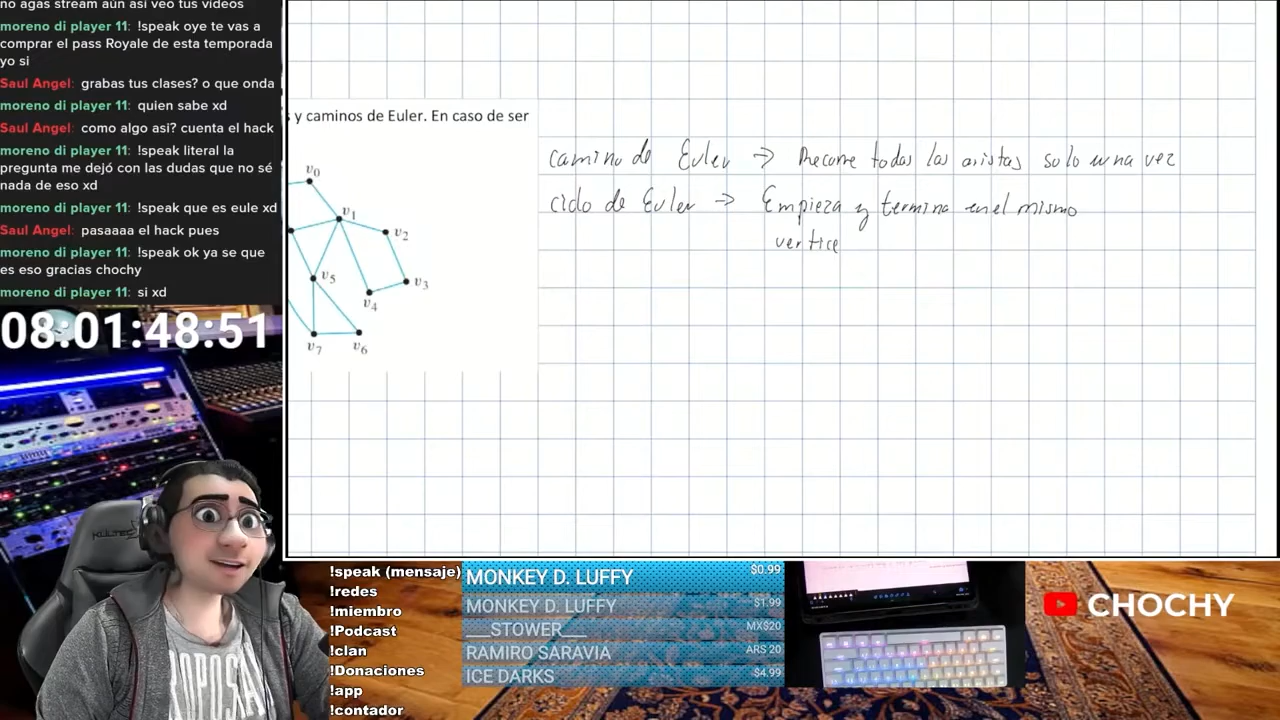 no agas stream aún así veo tus videos
moreno di player 11: !speak oye te vas a
comprar el pass Royale de esta temporada
yo si
Saul Angel: grabas tus clases? o que onda
moreno di player 11: quien sabe xd
Saul Angel: como algo asi? cuenta el hack
moreno di player 11: !speak literal la
pregunta me dejó con las dudas que no sé
nada de eso xd
moreno di player 11: !speak que es eule xd
Saul Angel: pasaaaa el hack pues
moreno di player 11: !speak ok ya se que
es eso gracias chochy
moreno di player 11: si xd
08:01:48:51
y caminos de Euler. En caso de ser
v0
v1
v2
v3
v4
v5
v6
v7
camino de Euler → Recorre todas las aristas solo una vez
ciclo de Euler → Empieza y termina en el mismo
vertice
!speak (mensaje)
!redes
!miembro
!Podcast
!clan
!Donaciones
!app
!contador
MONKEY D. LUFFY $0.99
MONKEY D. LUFFY $1.99
___STOWER___ MX$20
RAMIRO SARAVIA ARS 20
ICE DARKS $4.99
CHOCHY